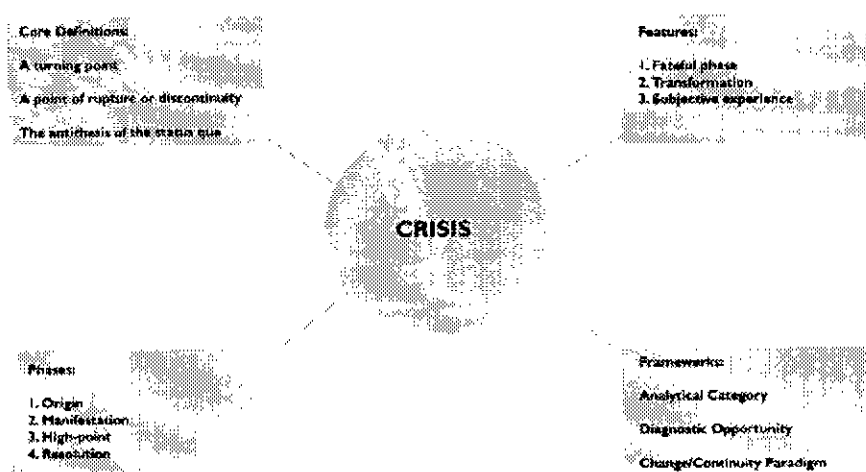 Core Definitions:
A turning point
A point of rupture or discontinuity
The antithesis of the status quo
Features:
1. Fateful phase
2. Transformation
3. Subjective experience
CRISIS
Phases:
1. Origin
2. Manifestation
3. High-point
4. Resolution
Frameworks:
Analytical Category
Diagnostic Opportunity
Change/Continuity Paradigm